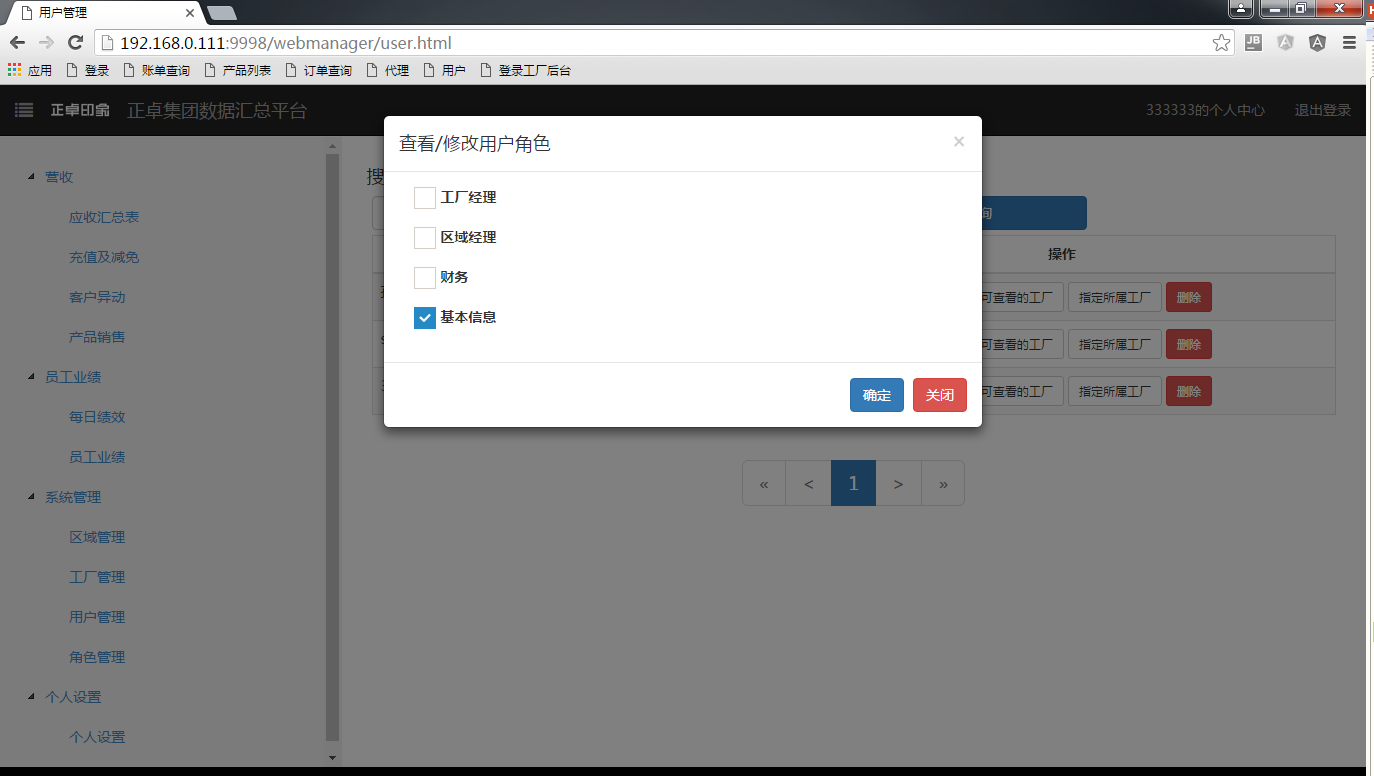 用户管理
192.168.0.111:9998/webmanager/user.html
应用 登录 账单查询 产品列表 订单查询 代理 用户 登录工厂后台
正卓印象 正卓集团数据汇总平台 333333的个人中心 退出登录
查看/修改用户角色 ×
工厂经理
区域经理
财务
基本信息
确定 关闭
营收
应收汇总表
充值及减免
客户异动
产品销售
员工业绩
每日绩效
员工业绩
系统管理
区域管理
工厂管理
用户管理
角色管理
个人设置
个人设置
搜
询
操作
可查看的工厂 指定所属工厂 删除
可查看的工厂 指定所属工厂 删除
可查看的工厂 指定所属工厂 删除
« < 1 > »